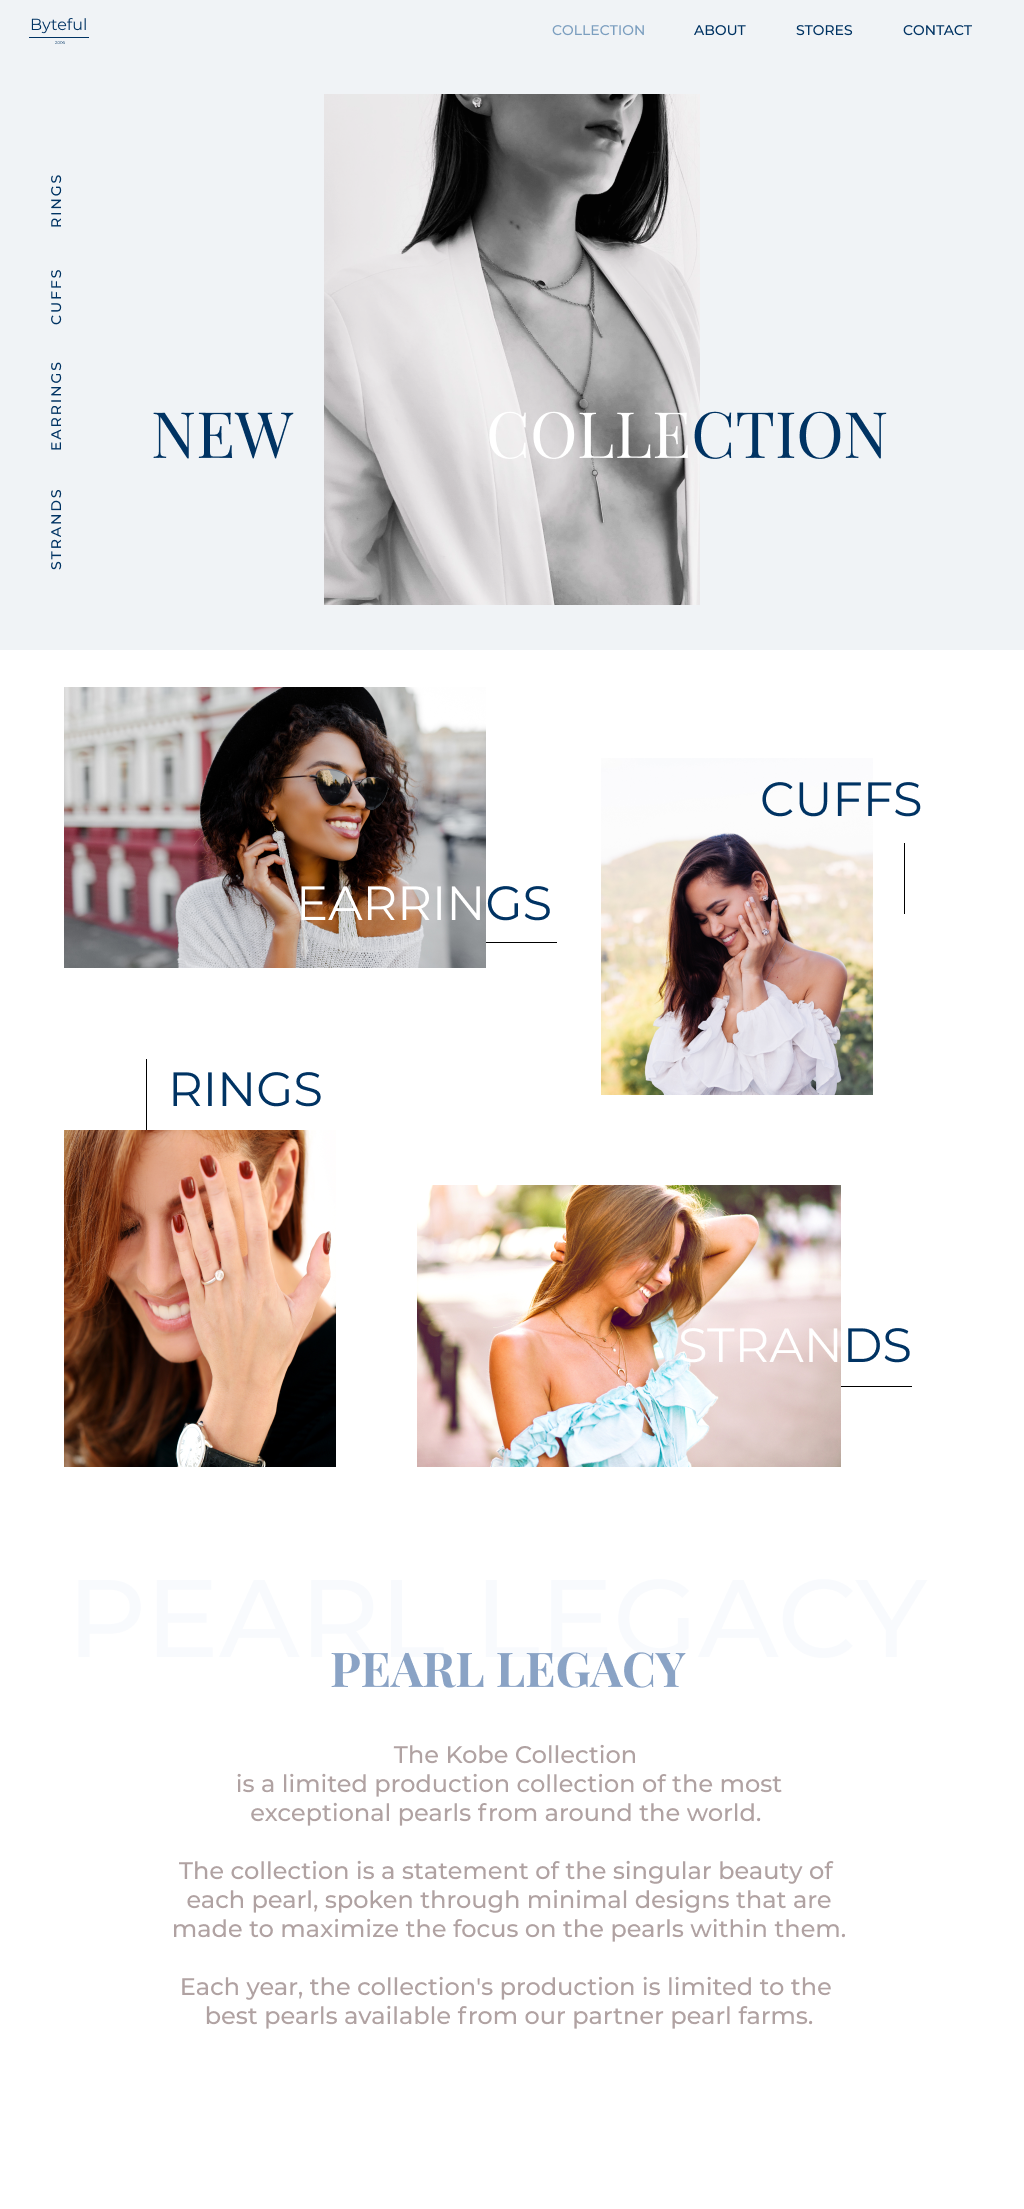 Byteful
2005
COLLECTION ABOUT STORES CONTACT
RINGS
CUFFS
EARRINGS
STRANDS
NEW COLLECTION
EARRINGS
CUFFS
RINGS
STRANDS
PEARL LEGACY
PEARL LEGACY
The Kobe Collection
is a limited production collection of the most
exceptional pearls from around the world.
The collection is a statement of the singular beauty of
each pearl, spoken through minimal designs that are
made to maximize the focus on the pearls within them.
Each year, the collection's production is limited to the
best pearls available from our partner pearl farms.